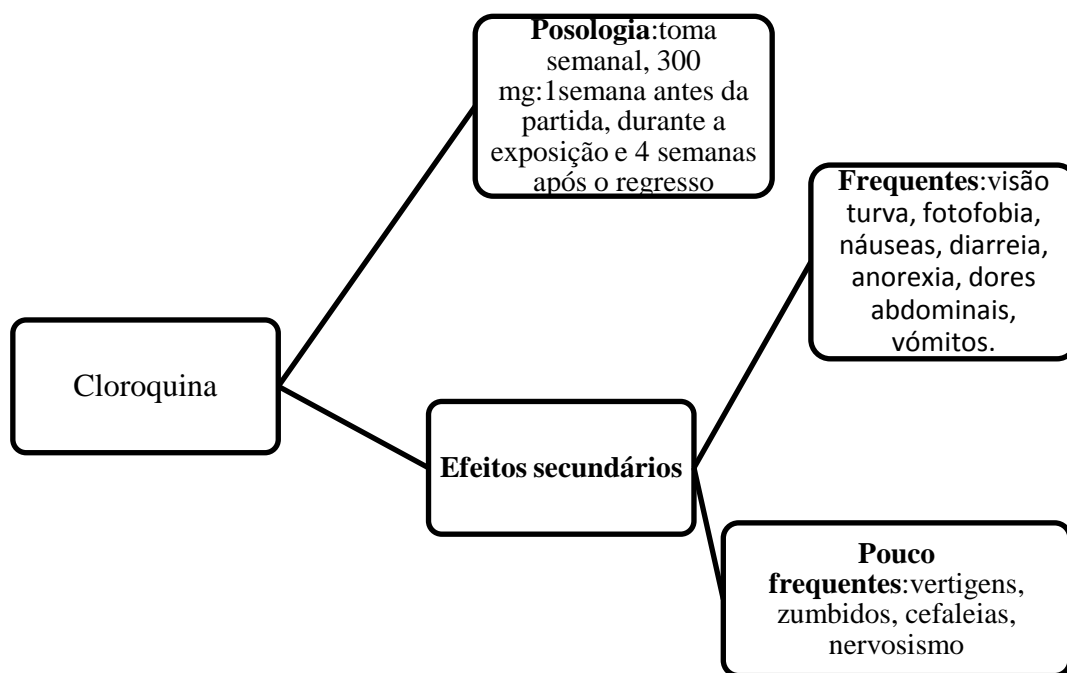 Posologia:toma
semanal, 300
mg:1semana antes da
partida, durante a
exposição e 4 semanas
após o regresso
Frequentes:visão
turva, fotofobia,
náuseas, diarreia,
anorexia, dores
abdominais,
vómitos.
Cloroquina
Efeitos secundários
Pouco
frequentes:vertigens,
zumbidos, cefaleias,
nervosismo